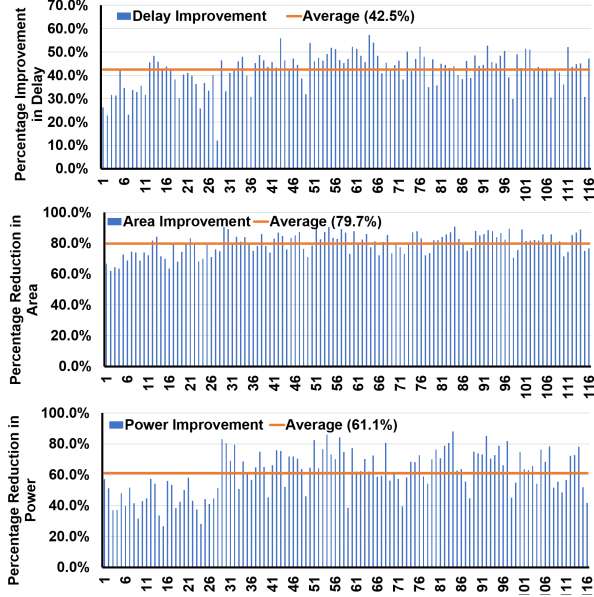 70.0%
60.0%
50.0%
40.0%
30.0%
20.0%
10.0%
0.0%
Percentage Improvement
in Delay
Delay Improvement
Average (42.5%)
1 6 11 16 21 26 31 36 41 46 51 56 61 66 71 76 81 86 91 96 101 106 111 116
100.0%
80.0%
60.0%
40.0%
20.0%
0.0%
Percentage Reduction in
Area
Area Improvement
Average (79.7%)
1 6 11 16 21 26 31 36 41 46 51 56 61 66 71 76 81 86 91 96 101 106 111 116
100.0%
80.0%
60.0%
40.0%
20.0%
0.0%
Percentage Reduction in
Power
Power Improvement
Average (61.1%)
1 6 11 16 21 26 31 36 41 46 51 56 61 66 71 76 81 86 91 96 101 106 111 116